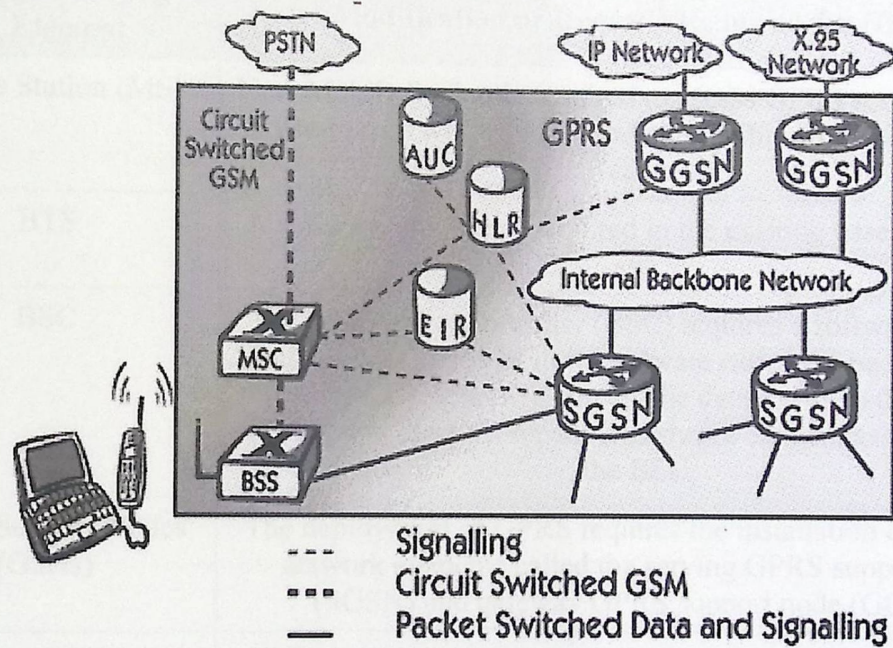 PSTN
IP Network
X.25
Network
Circuit
Switched
GSM
AUC
GPRS
GGSN
GGSN
HLR
Internal Backbone Network
EIR
MSC
SGSN
SGSN
BSS
Signalling
Circuit Switched GSM
Packet Switched Data and Signalling